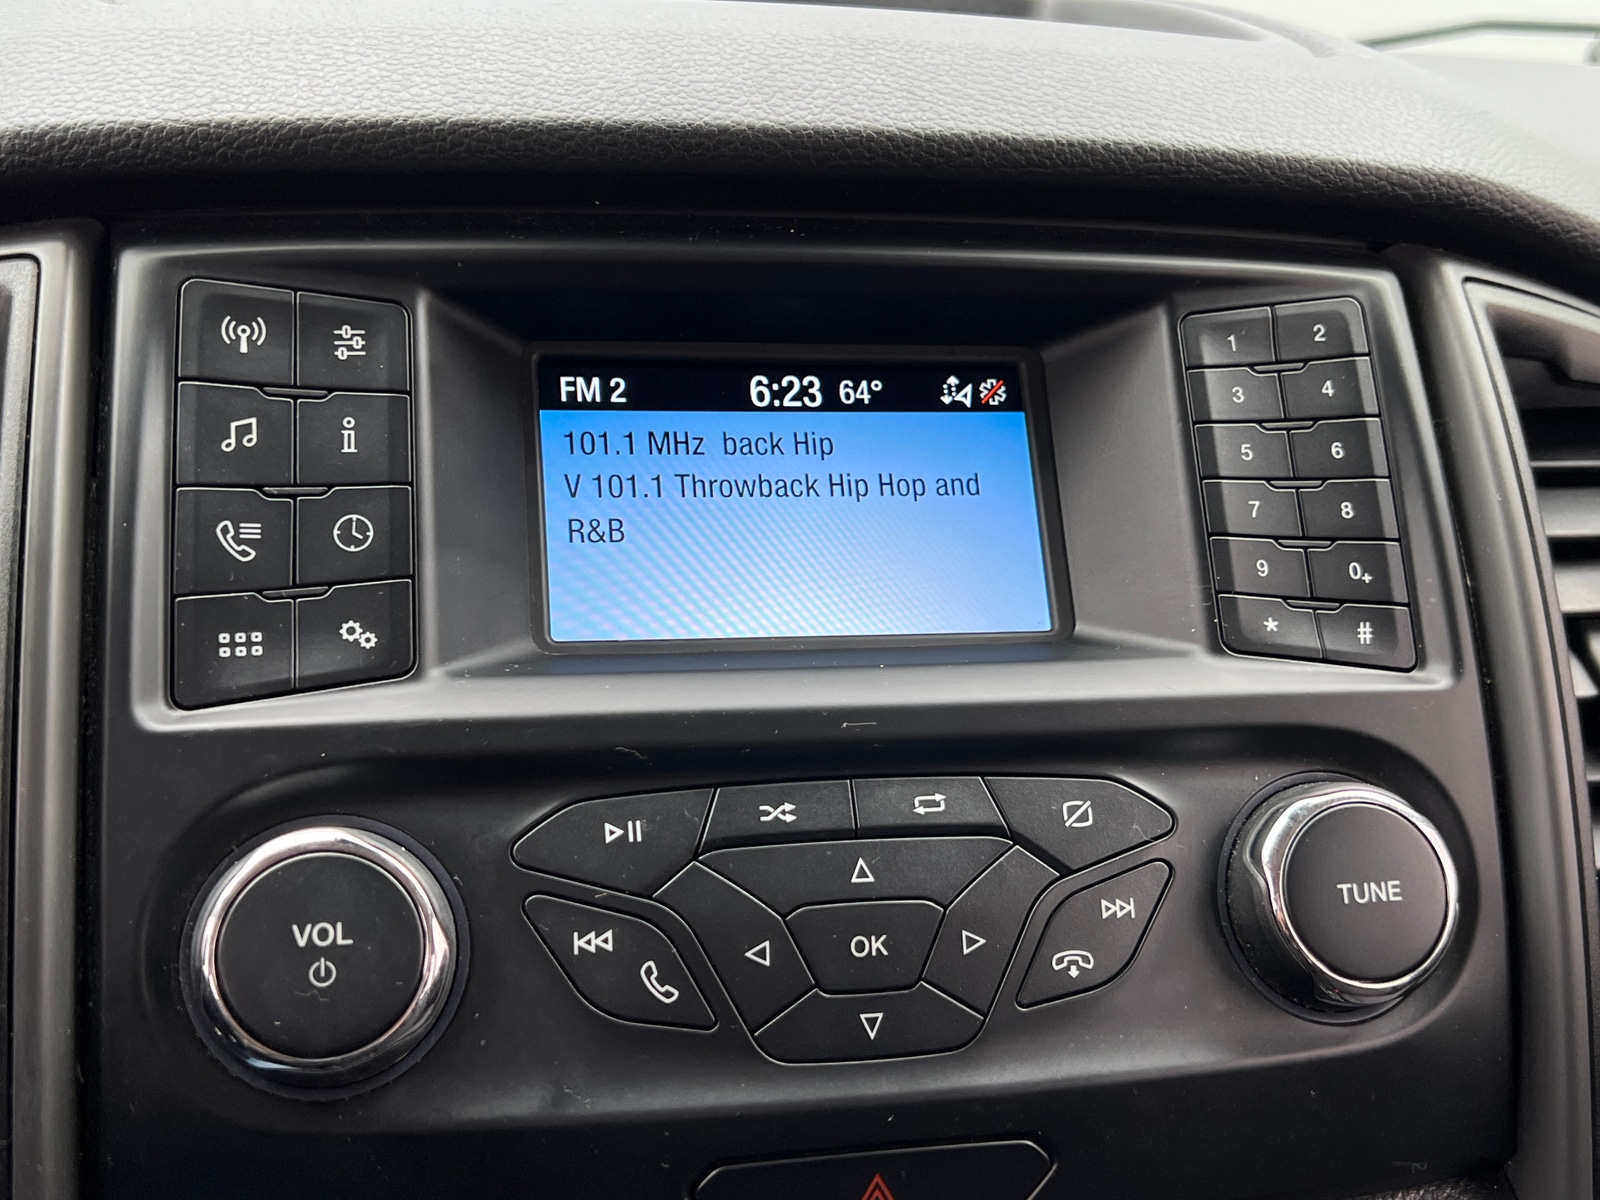 FM 2 6:23 64°
101.1 MHz back Hip
V 101.1 Throwback Hip Hop and
R&B
1 2
3 4
5 6
7 8
9 0+
* #
VOL
OK
TUNE